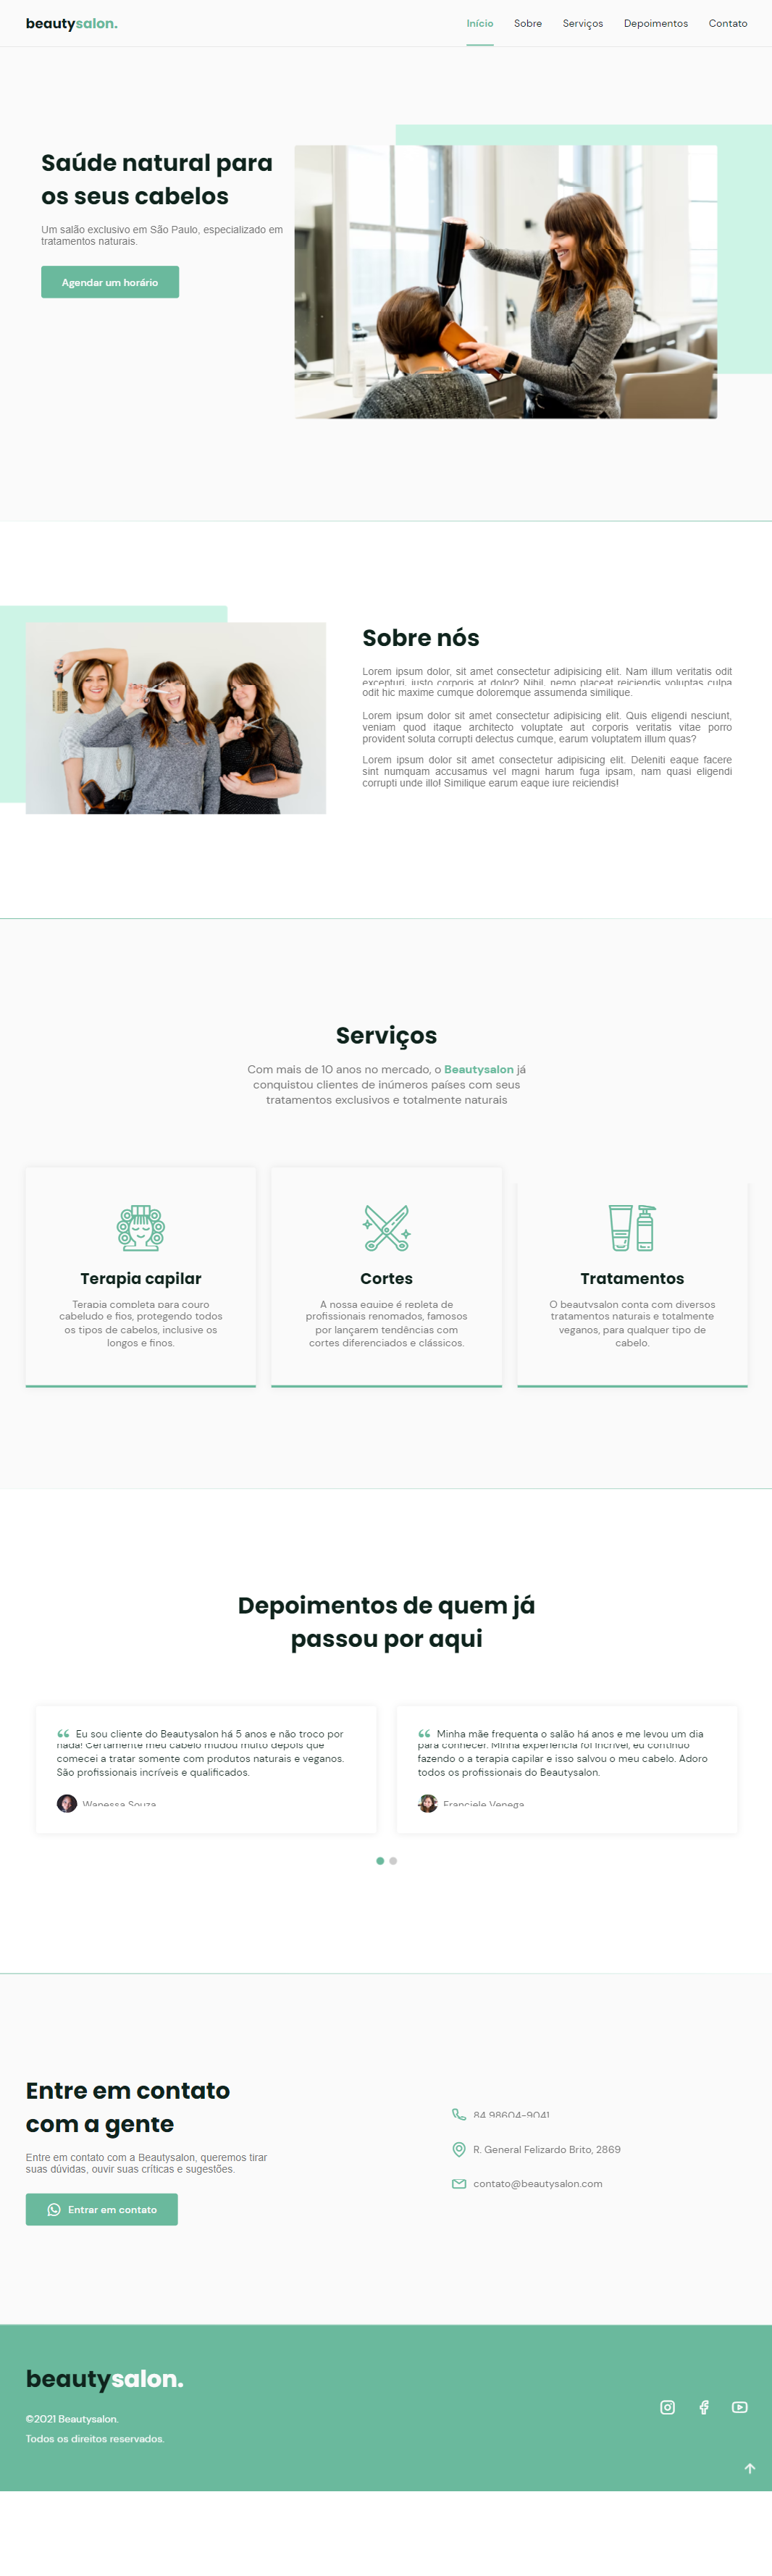 beautysalon.
Início Sobre Serviços Depoimentos Contato
Saúde natural para
os seus cabelos
Um salão exclusivo em São Paulo, especializado em
tratamentos naturais.
Agendar um horário
Sobre nós
Lorem ipsum dolor, sit amet consectetur adipisicing elit. Nam illum veritatis odit
excepturi, iusto corporis at dolor? Nihil, nemo placeat reiciendis voluptas culpa
odit hic maxime cumque doloremque assumenda similique.
Lorem ipsum dolor sit amet consectetur adipisicing elit. Quis eligendi nesciunt,
veniam quod itaque architecto voluptate aut corporis veritatis vitae porro
provident soluta corrupti delectus cumque, earum voluptatem illum quas?
Lorem ipsum dolor sit amet consectetur adipisicing elit. Deleniti eaque facere
sint numquam accusamus vel magni harum fuga ipsam, nam quasi eligendi
corrupti unde illo! Similique earum eaque iure reiciendis!
Serviços
Com mais de 10 anos no mercado, o Beautysalon já
conquistou clientes de inúmeros países com seus
tratamentos exclusivos e totalmente naturais
Terapia capilar
Terapia completa para couro
cabeludo e fios, protegendo todos
os tipos de cabelos, inclusive os
longos e finos.
Cortes
A nossa equipe é repleta de
profissionais renomados, famosos
por lançarem tendências com
cortes diferenciados e clássicos.
Tratamentos
O beautysalon conta com diversos
tratamentos naturais e totalmente
veganos, para qualquer tipo de
cabelo.
Depoimentos de quem já
passou por aqui
“ Eu sou cliente do Beautysalon há 5 anos e não troco por
nada! Certamente meu cabelo mudou muito depois que
comecei a tratar somente com produtos naturais e veganos.
São profissionais incríveis e qualificados.
Wanessa Souza
“ Minha mãe frequenta o salão há anos e me levou um dia
para conhecer. Minha experiência foi incrível, eu continuo
fazendo o a terapia capilar e isso salvou o meu cabelo. Adoro
todos os profissionais do Beautysalon.
Franciele Venega
Entre em contato
com a gente
Entre em contato com a Beautysalon, queremos tirar
suas dúvidas, ouvir suas críticas e sugestões.
Entrar em contato
84 98604-9041
R. General Felizardo Brito, 2869
contato@beautysalon.com
beautysalon.
©2021 Beautysalon.
Todos os direitos reservados.